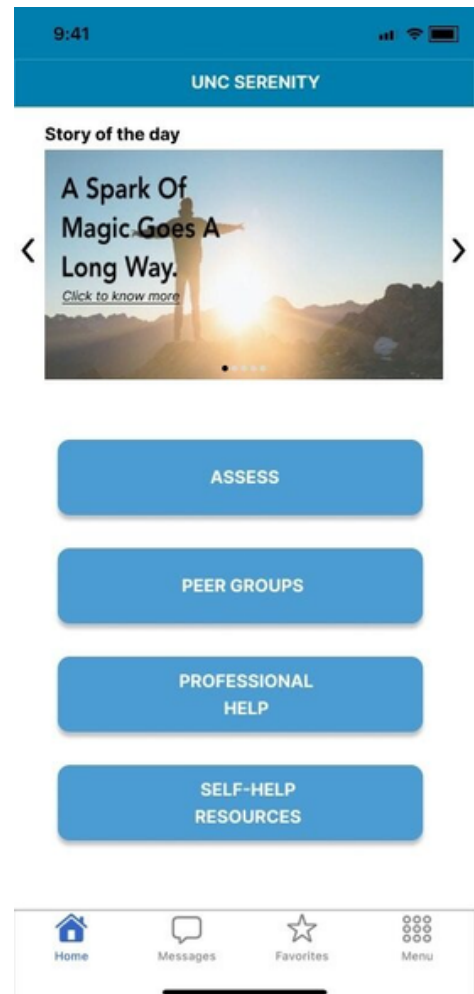 9:41
UNC SERENITY
Story of the day
A Spark Of
Magic Goes A
Long Way.
Click to know more
ASSESS
PEER GROUPS
PROFESSIONAL
HELP
SELF-HELP
RESOURCES
Home Messages Favorites Menu